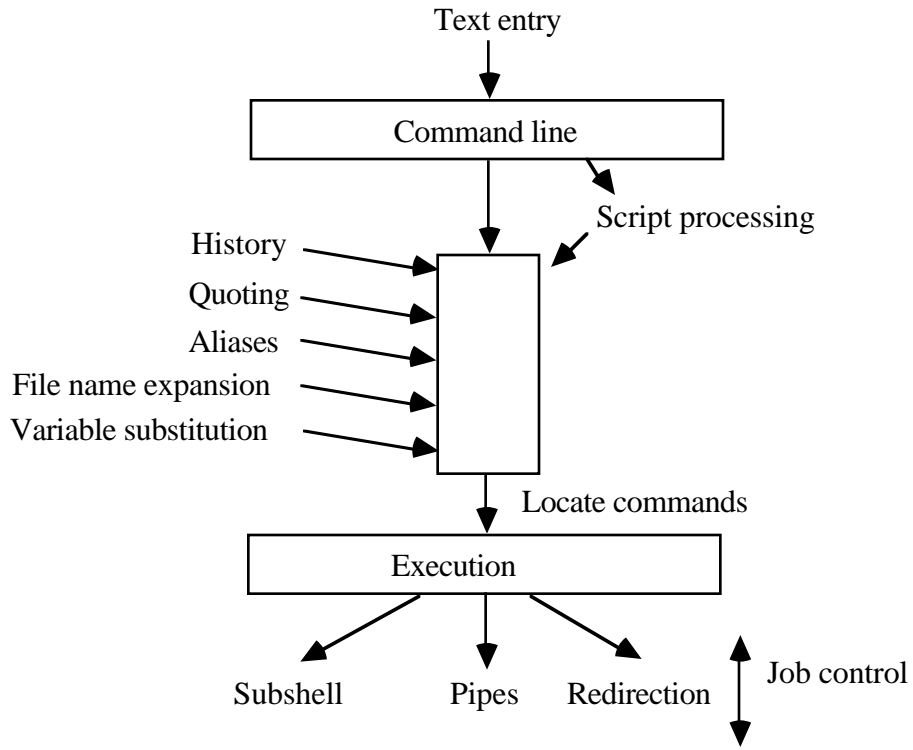 Text entry
Command line
Script processing
History
Quoting
Aliases
File name expansion
Variable substitution
Locate commands
Execution
Subshell
Pipes
Redirection
Job control